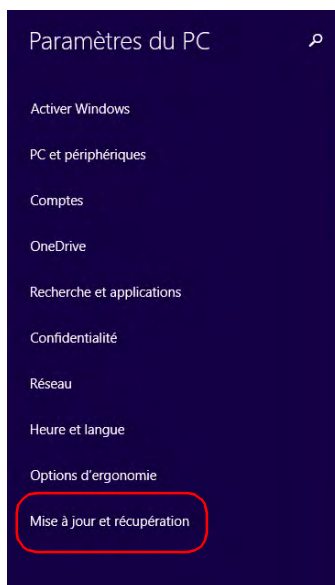 Paramètres du PC
Activer Windows
PC et périphériques
Comptes
OneDrive
Recherche et applications
Confidentialité
Réseau
Heure et langue
Options d'ergonomie
Mise à jour et récupération